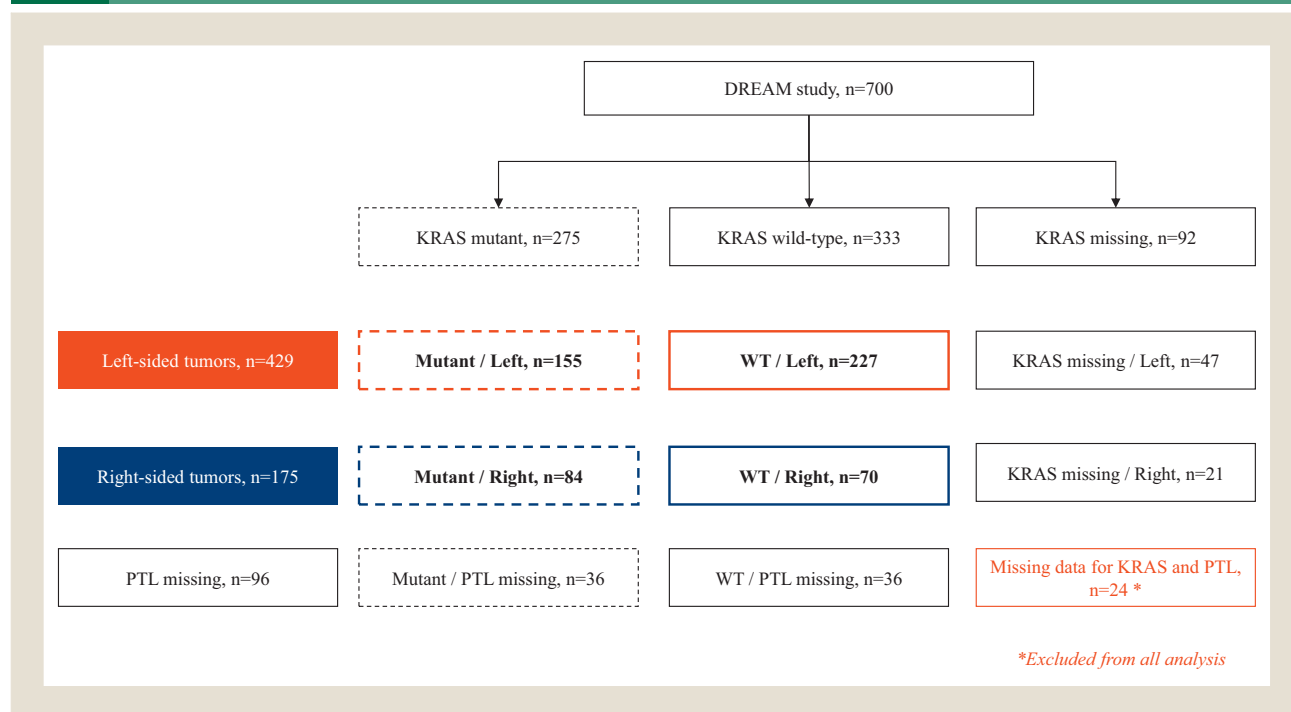 DREAM study, n=700
KRAS mutant, n=275
KRAS wild-type, n=333
KRAS missing, n=92
Left-sided tumors, n=429
Mutant / Left, n=155
WT / Left, n=227
KRAS missing / Left, n=47
Right-sided tumors, n=175
Mutant / Right, n=84
WT / Right, n=70
KRAS missing / Right, n=21
PTL missing, n=96
Mutant / PTL missing, n=36
WT / PTL missing, n=36
Missing data for KRAS and PTL,
n=24 *
*Excluded from all analysis